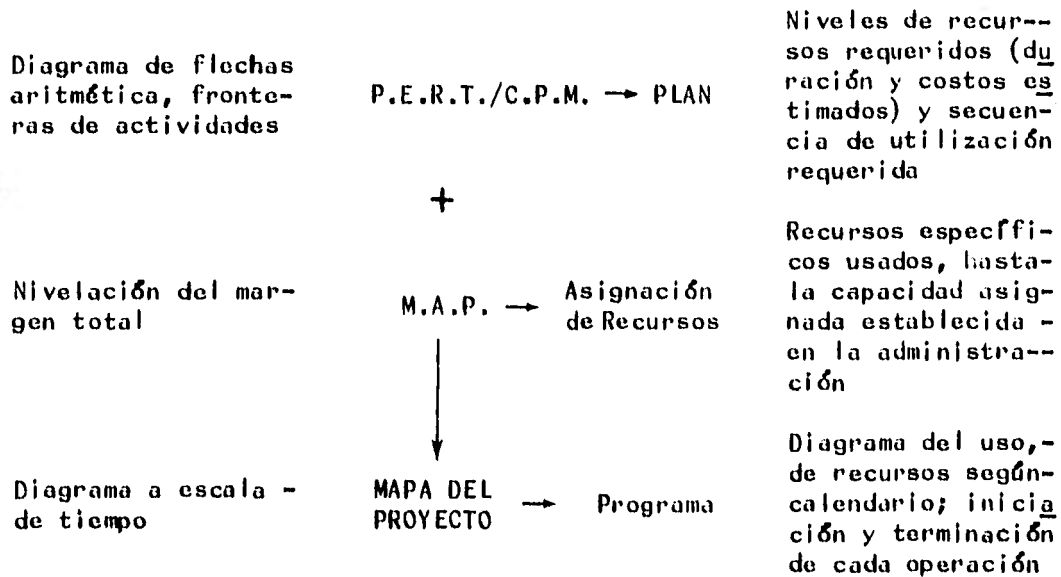 Diagrama de flechas
aritmética, fronte-
ras de actividades
P.E.R.T./C.P.M. → PLAN
Niveles de recur--
sos requeridos (du
ración y costos es
timados) y secuen-
cia de utilización
requerida
+
Nivelación del mar-
gen total
M.A.P. →
Asignación
de Recursos
Recursos específi-
cos usados, hasta-
la capacidad asig-
nada establecida -
en la administra--
ción
Diagrama a escala -
de tiempo
MAPA DEL
PROYECTO
→ Programa
Diagrama del uso,-
de recursos según-
calendario; inicia
ción y terminación
de cada operación